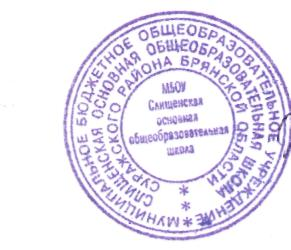 МУНИЦИПАЛЬНОЕ БЮДЖЕТНОЕ ОБЩЕОБРАЗОВАТЕЛЬНОЕ УЧРЕЖДЕНИЕ
СЛИЩЕНСКАЯ ОСНОВНАЯ ОБЩЕОБРАЗОВАТЕЛЬНАЯ ШКОЛА
СУРАЖСКОГО РАЙОНА БРЯНСКОЙ ОБЛАСТИ
МБОУ
Слищенская
основная
общеобразовательная
школа